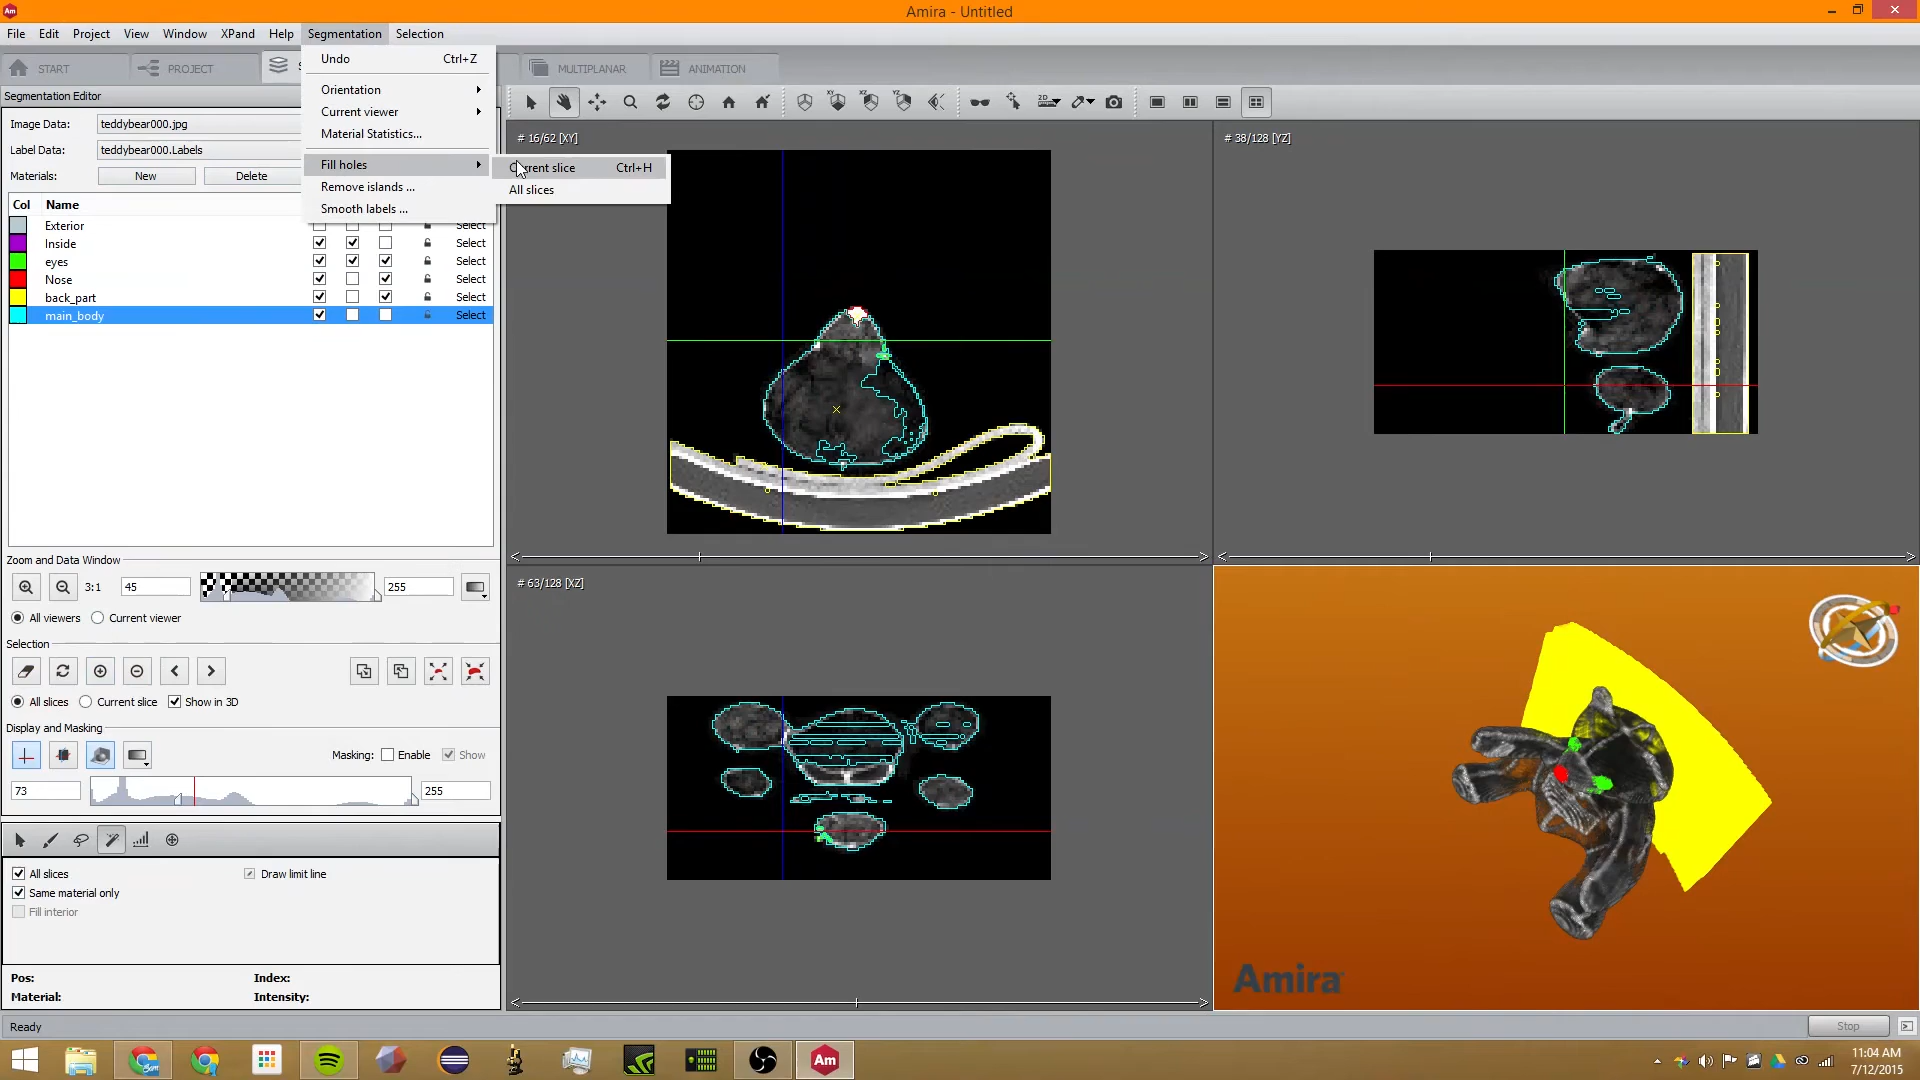 Am
Amira - Untitled
File Edit Project View Window XPand Help Segmentation Selection
START PROJECT S MULTIPLANAR ANIMATION
Undo Ctrl+Z
Orientation
Current viewer
Material Statistics...
Fill holes
Remove islands ...
Smooth labels ...
Current slice Ctrl+H
All slices
Segmentation Editor
Image Data: teddybear000.jpg
Label Data: teddybear000.Labels
Materials: New Delete
Col Name
Exterior Select
Inside Select
eyes Select
Nose Select
back_part Select
main_body Select
Zoom and Data Window
3:1 45 255
All viewers Current viewer
Selection
All slices Current slice Show in 3D
Display and Masking
Masking: Enable Show
73 255
All slices Draw limit line
Same material only
Fill interior
Pos: Index:
Material: Intensity:
XY XZ YZ 2D
# 16/62 [XY]
# 38/128 [YZ]
# 63/128 [XZ]
Amira
Ready Stop
Am
11:04 AM
7/12/2015